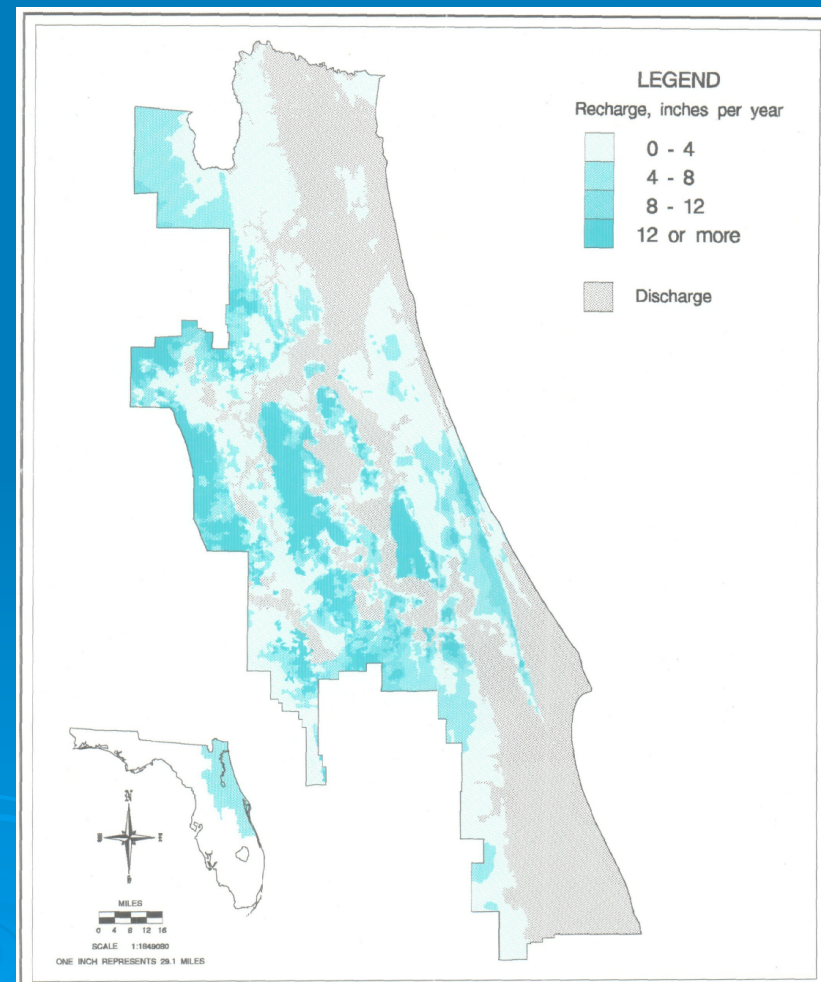 LEGEND
Recharge, inches per year
0 - 4
4 - 8
8 - 12
12 or more
Discharge
N
E
S
MILES
0 4 8 12 16
SCALE 1:1849090
ONE INCH REPRESENTS 29.1 MILES